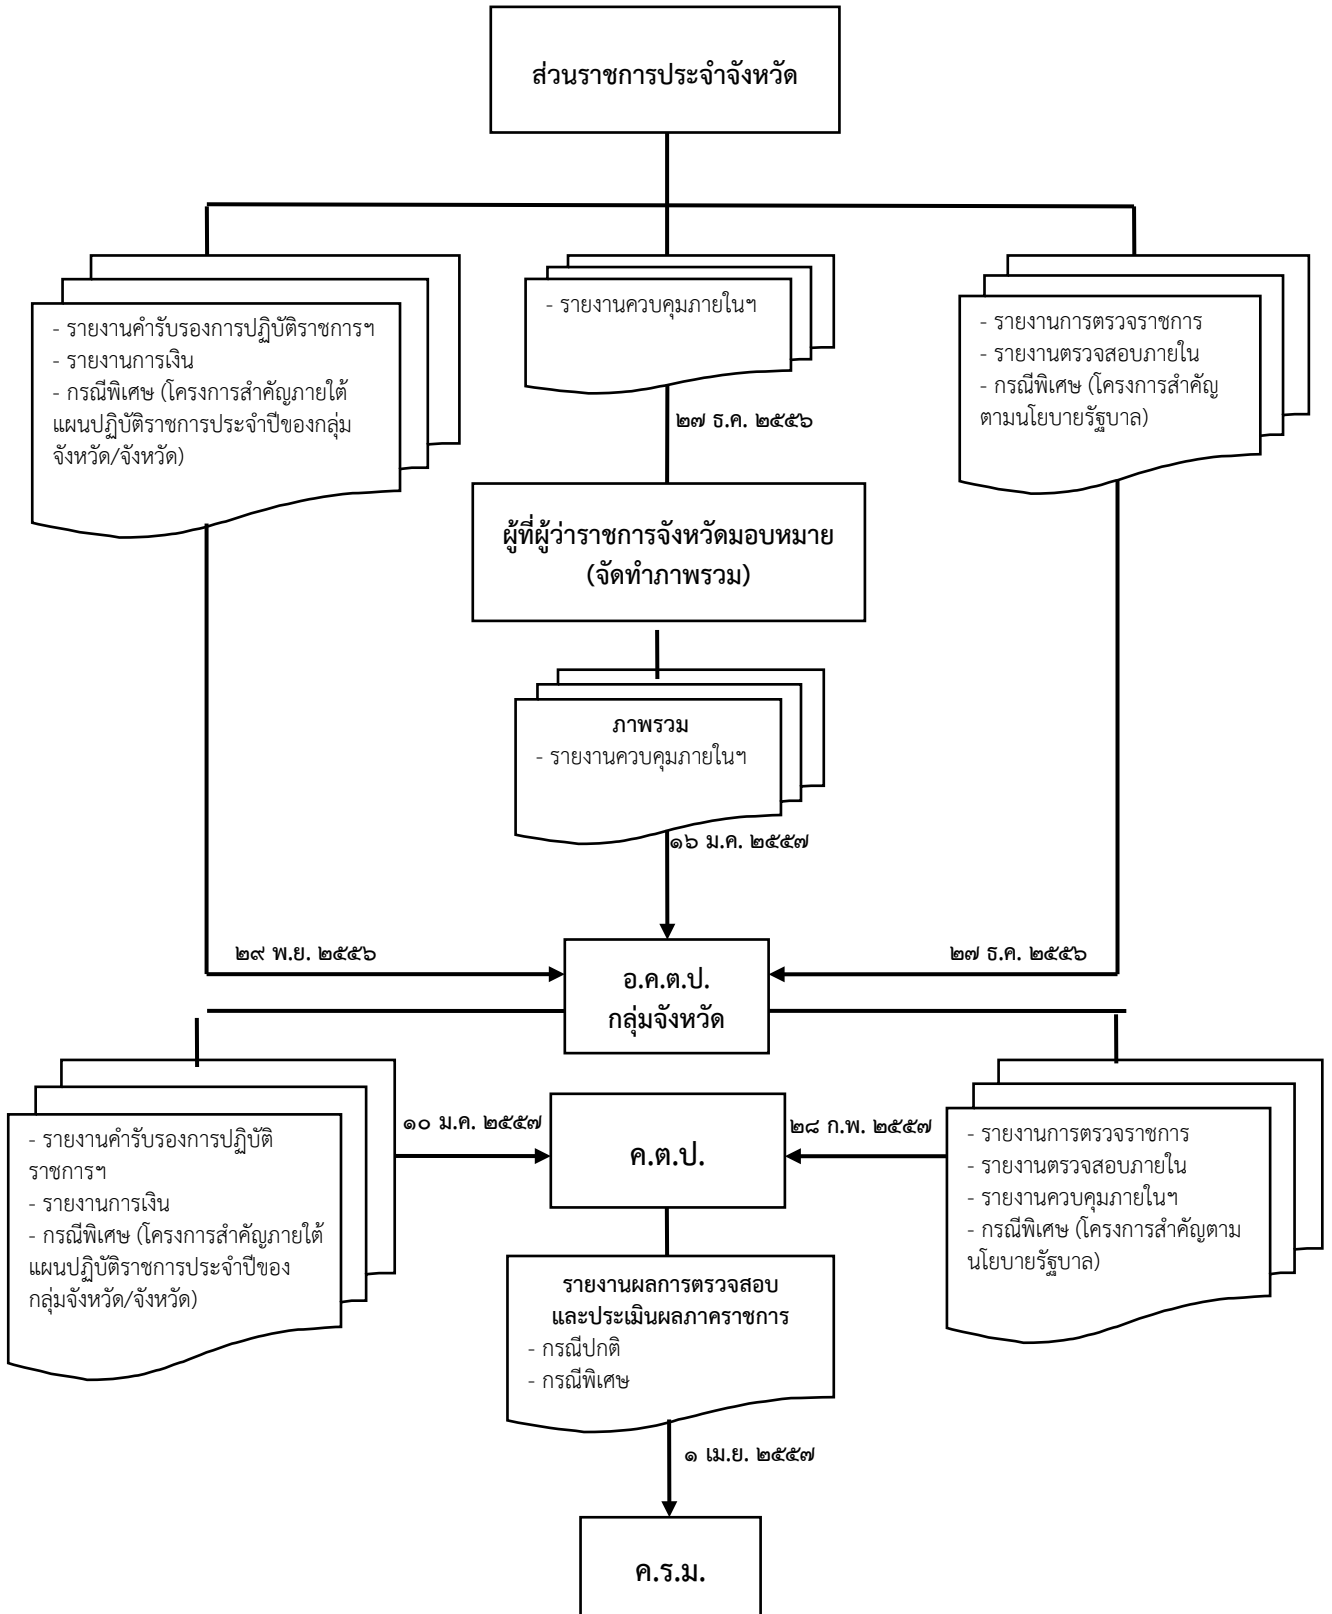 ส่วนราชการประจำจังหวัด
- รายงานคำรับรองการปฏิบัติราชการฯ
- รายงานการเงิน
- กรณีพิเศษ (โครงการสำคัญภายใต้
แผนปฏิบัติราชการประจำปีของกลุ่ม
จังหวัด/จังหวัด)
- รายงานควบคุมภายในฯ
- รายงานการตรวจราชการ
- รายงานตรวจสอบภายใน
- กรณีพิเศษ (โครงการสำคัญ
ตามนโยบายรัฐบาล)
๒๗ ธ.ค. ๒๕๕๖
ผู้ที่ผู้ว่าราชการจังหวัดมอบหมาย
(จัดทำภาพรวม)
ภาพรวม
- รายงานควบคุมภายในฯ
๑๖ ม.ค. ๒๕๕๗
๒๙ พ.ย. ๒๕๕๖
๒๗ ธ.ค. ๒๕๕๖
อ.ค.ต.ป.
กลุ่มจังหวัด
- รายงานคำรับรองการปฏิบัติ
ราชการฯ
- รายงานการเงิน
- กรณีพิเศษ (โครงการสำคัญภายใต้
แผนปฏิบัติราชการประจำปีของ
กลุ่มจังหวัด/จังหวัด)
๑๐ ม.ค. ๒๕๕๗
ค.ต.ป.
๒๘ ก.พ. ๒๕๕๗
- รายงานการตรวจราชการ
- รายงานตรวจสอบภายใน
- รายงานควบคุมภายในฯ
- กรณีพิเศษ (โครงการสำคัญตาม
นโยบายรัฐบาล)
รายงานผลการตรวจสอบ
และประเมินผลภาคราชการ
- กรณีปกติ
- กรณีพิเศษ
๑ เม.ย. ๒๕๕๗
ค.ร.ม.